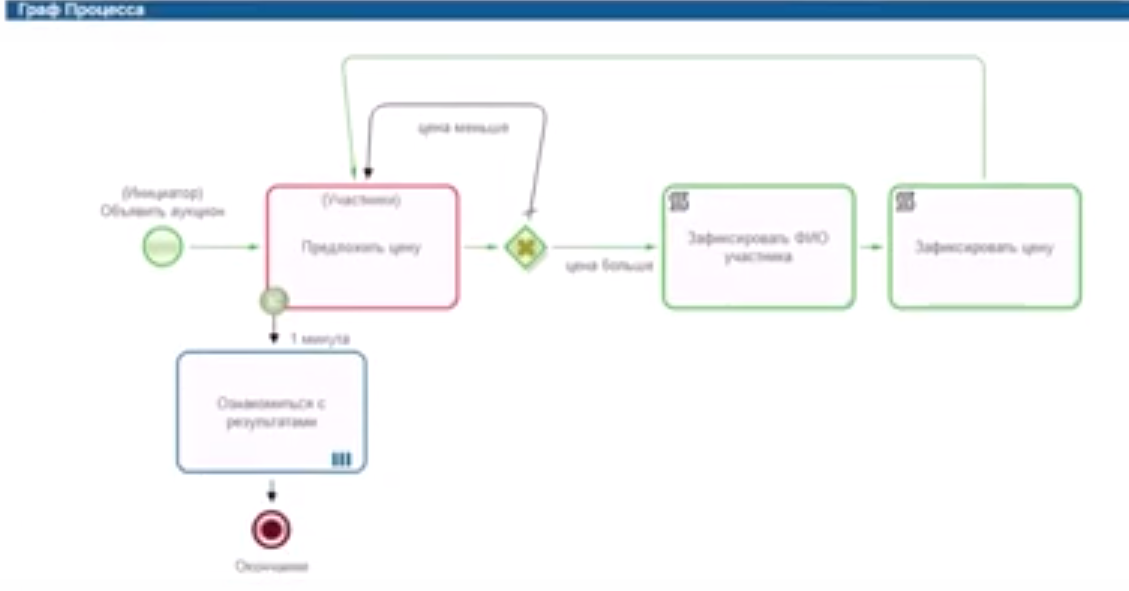 Граф Процесса
цена меньше
(Инициатор)
Объявить аукцион
(Участники)
Предложить цену
цена больше
Зафиксировать ФИО
участника
Зафиксировать цену
1 минута
Ознакомиться с
результатами
Окончание